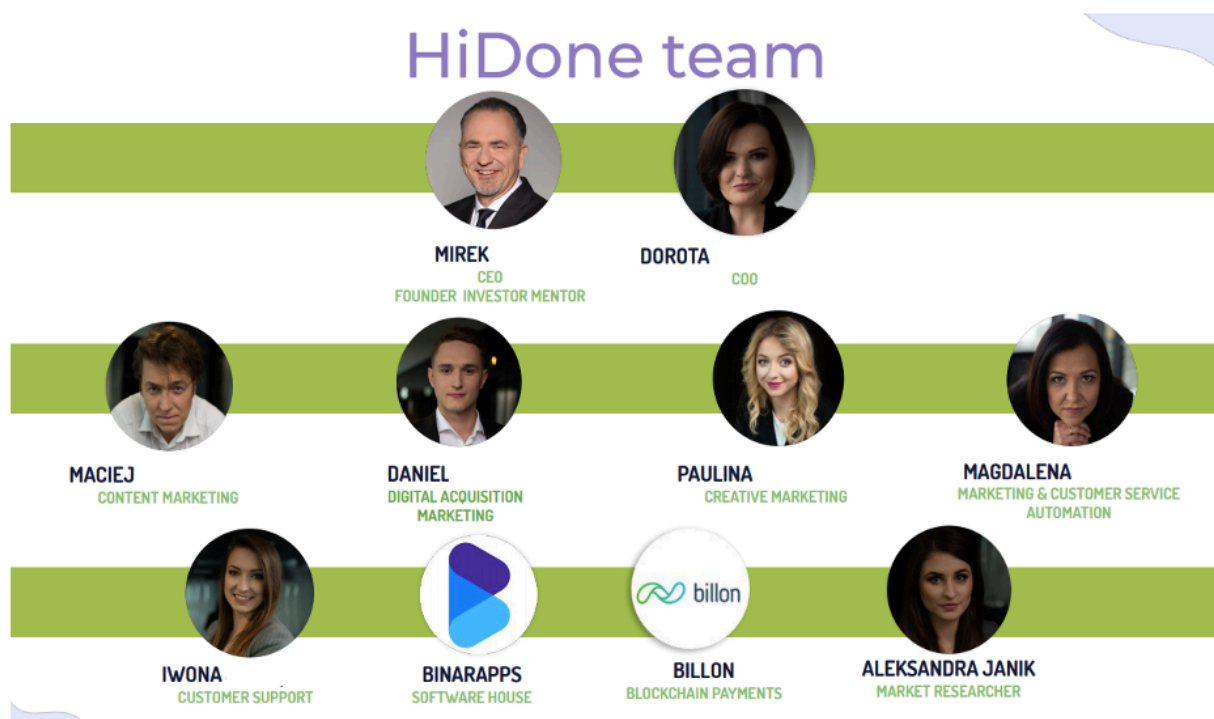 HiDone team
MIREK
CEO
FOUNDER INVESTOR MENTOR
DOROTA
COO
MACIEJ
CONTENT MARKETING
DANIEL
DIGITAL ACQUISITION
MARKETING
PAULINA
CREATIVE MARKETING
MAGDALENA
MARKETING & CUSTOMER SERVICE
AUTOMATION
IWONA
CUSTOMER SUPPORT
BINARAPPS
SOFTWARE HOUSE
billon
BILLON
BLOCKCHAIN PAYMENTS
ALEKSANDRA JANIK
MARKET RESEARCHER